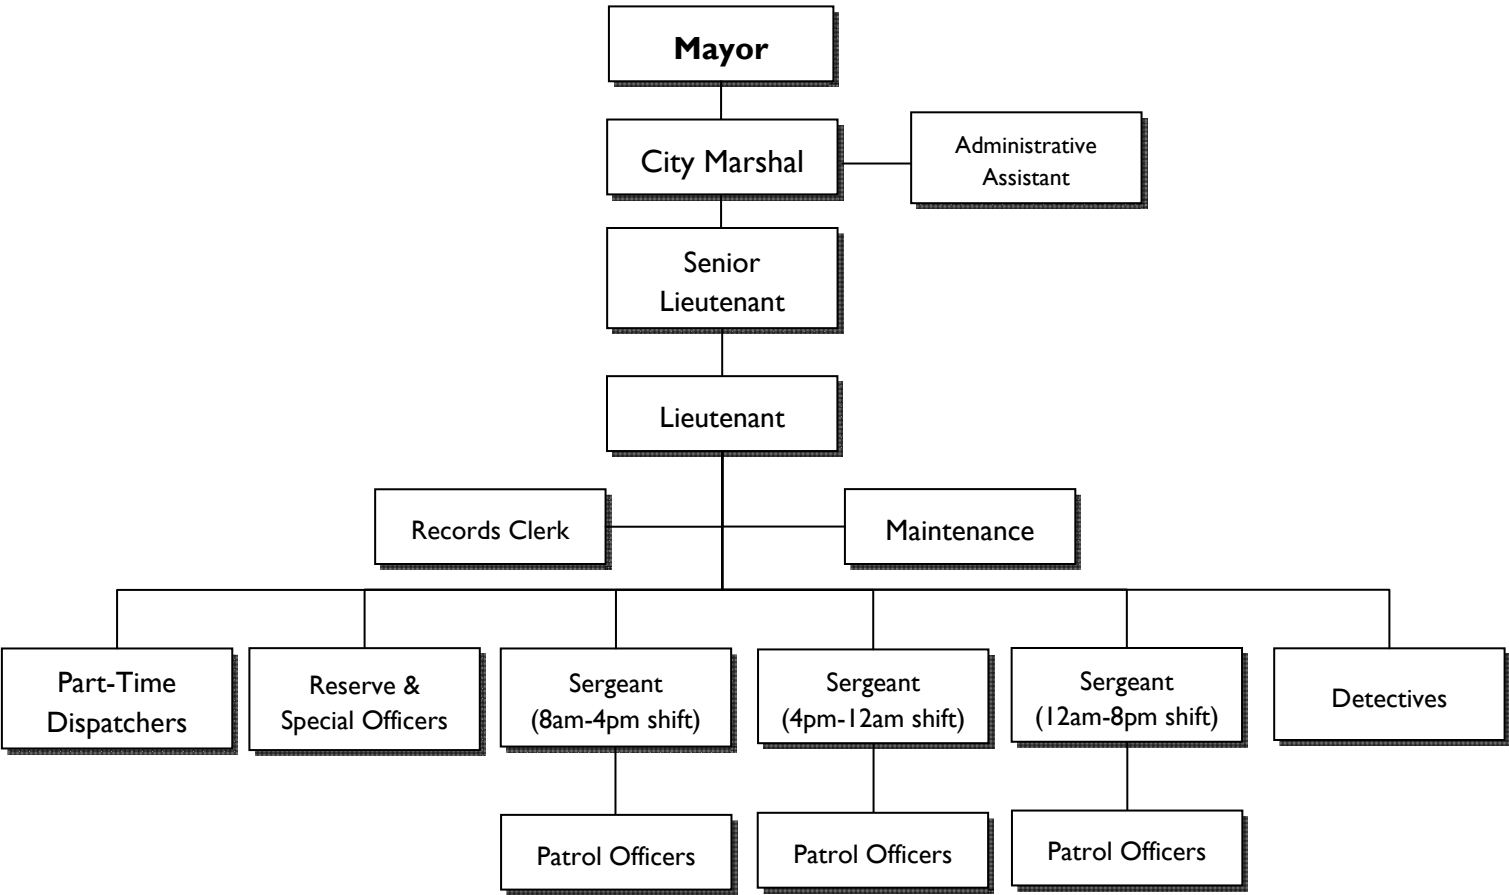 Mayor
City Marshal
Administrative
Assistant
Senior
Lieutenant
Lieutenant
Records Clerk
Maintenance
Part-Time
Dispatchers
Reserve &
Special Officers
Sergeant
(8am-4pm shift)
Sergeant
(4pm-12am shift)
Sergeant
(12am-8pm shift)
Detectives
Patrol Officers
Patrol Officers
Patrol Officers